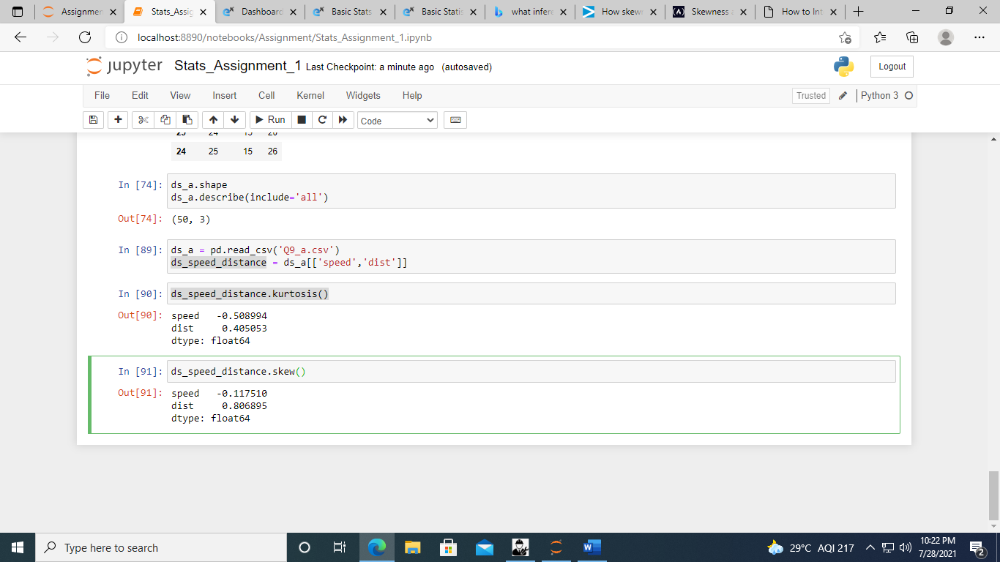 Assignmen
Stats_Assig
Dashboard
Basic Stats
Basic Statis
what infere
How skew
Skewness a
How to Int
localhost:8890/notebooks/Assignment/Stats_Assignment_1.ipynb
jupyter Stats_Assignment_1 Last Checkpoint: a minute ago (autosaved)
Logout
File Edit View Insert Cell Kernel Widgets Help
Trusted Python 3
Run Code
23 24 15 20
24 25 15 26
In [74]: ds_a.shape
ds_a.describe(include='all')
Out[74]: (50, 3)
In [89]: ds_a = pd.read_csv('Q9_a.csv')
ds_speed_distance = ds_a[['speed','dist']]
In [90]: ds_speed_distance.kurtosis()
Out[90]: speed -0.508994
dist 0.405053
dtype: float64
In [91]: ds_speed_distance.skew()
Out[91]: speed -0.117510
dist 0.806895
dtype: float64
Type here to search
29°C AQI 217
10:22 PM
7/28/2021
2